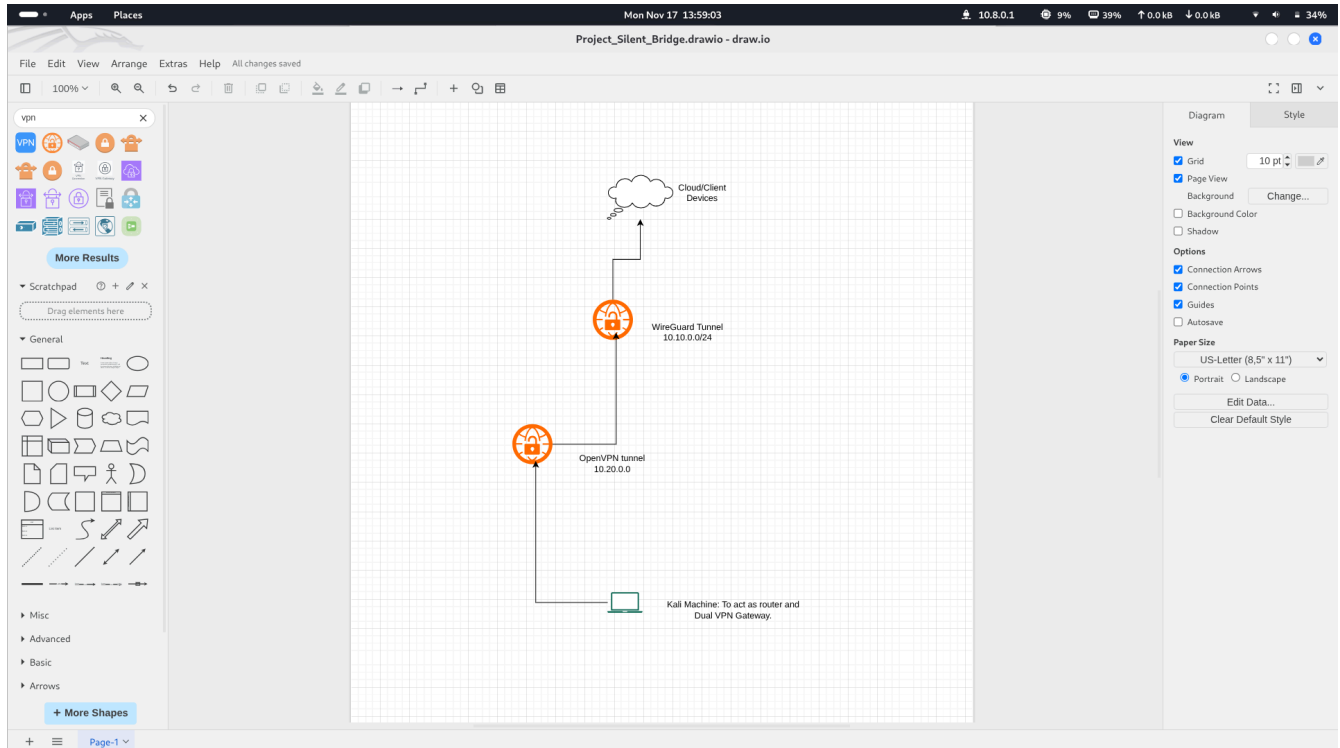 Apps Places Mon Nov 17 13:59:03 10.8.0.1 9% 39% 0.0 kB 0.0 kB 34%
Project_Silent_Bridge.drawio - draw.io
File Edit View Arrange Extras Help All changes saved
100%
vpn
VPN
More Results
Scratchpad
Drag elements here
General
Text
Heading
Misc
Advanced
Basic
Arrows
+ More Shapes
Page-1
Cloud/Client
Devices
WireGuard Tunnel
10.10.0.0/24
OpenVPN tunnel
10.20.0.0
Kali Machine: To act as router and
Dual VPN Gateway.
Diagram Style
View
Grid 10 pt
Page View
Background Change...
Background Color
Shadow
Options
Connection Arrows
Connection Points
Guides
Autosave
Paper Size
US-Letter (8,5" x 11")
Portrait Landscape
Edit Data...
Clear Default Style